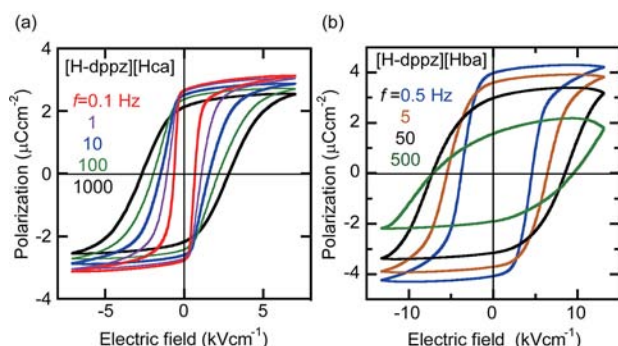 (a)
[H-dppz][Hca]
f=0.1 Hz
1
10
100
1000
Polarization (μCcm-2)
4
2
0
-2
-4
-5
0
5
Electric field (kVcm-1)
(b)
[H-dppz][Hba]
f=0.5 Hz
5
50
500
Polarization (μCcm-2)
4
2
0
-2
-4
-10
0
10
Electric field (kVcm-1)